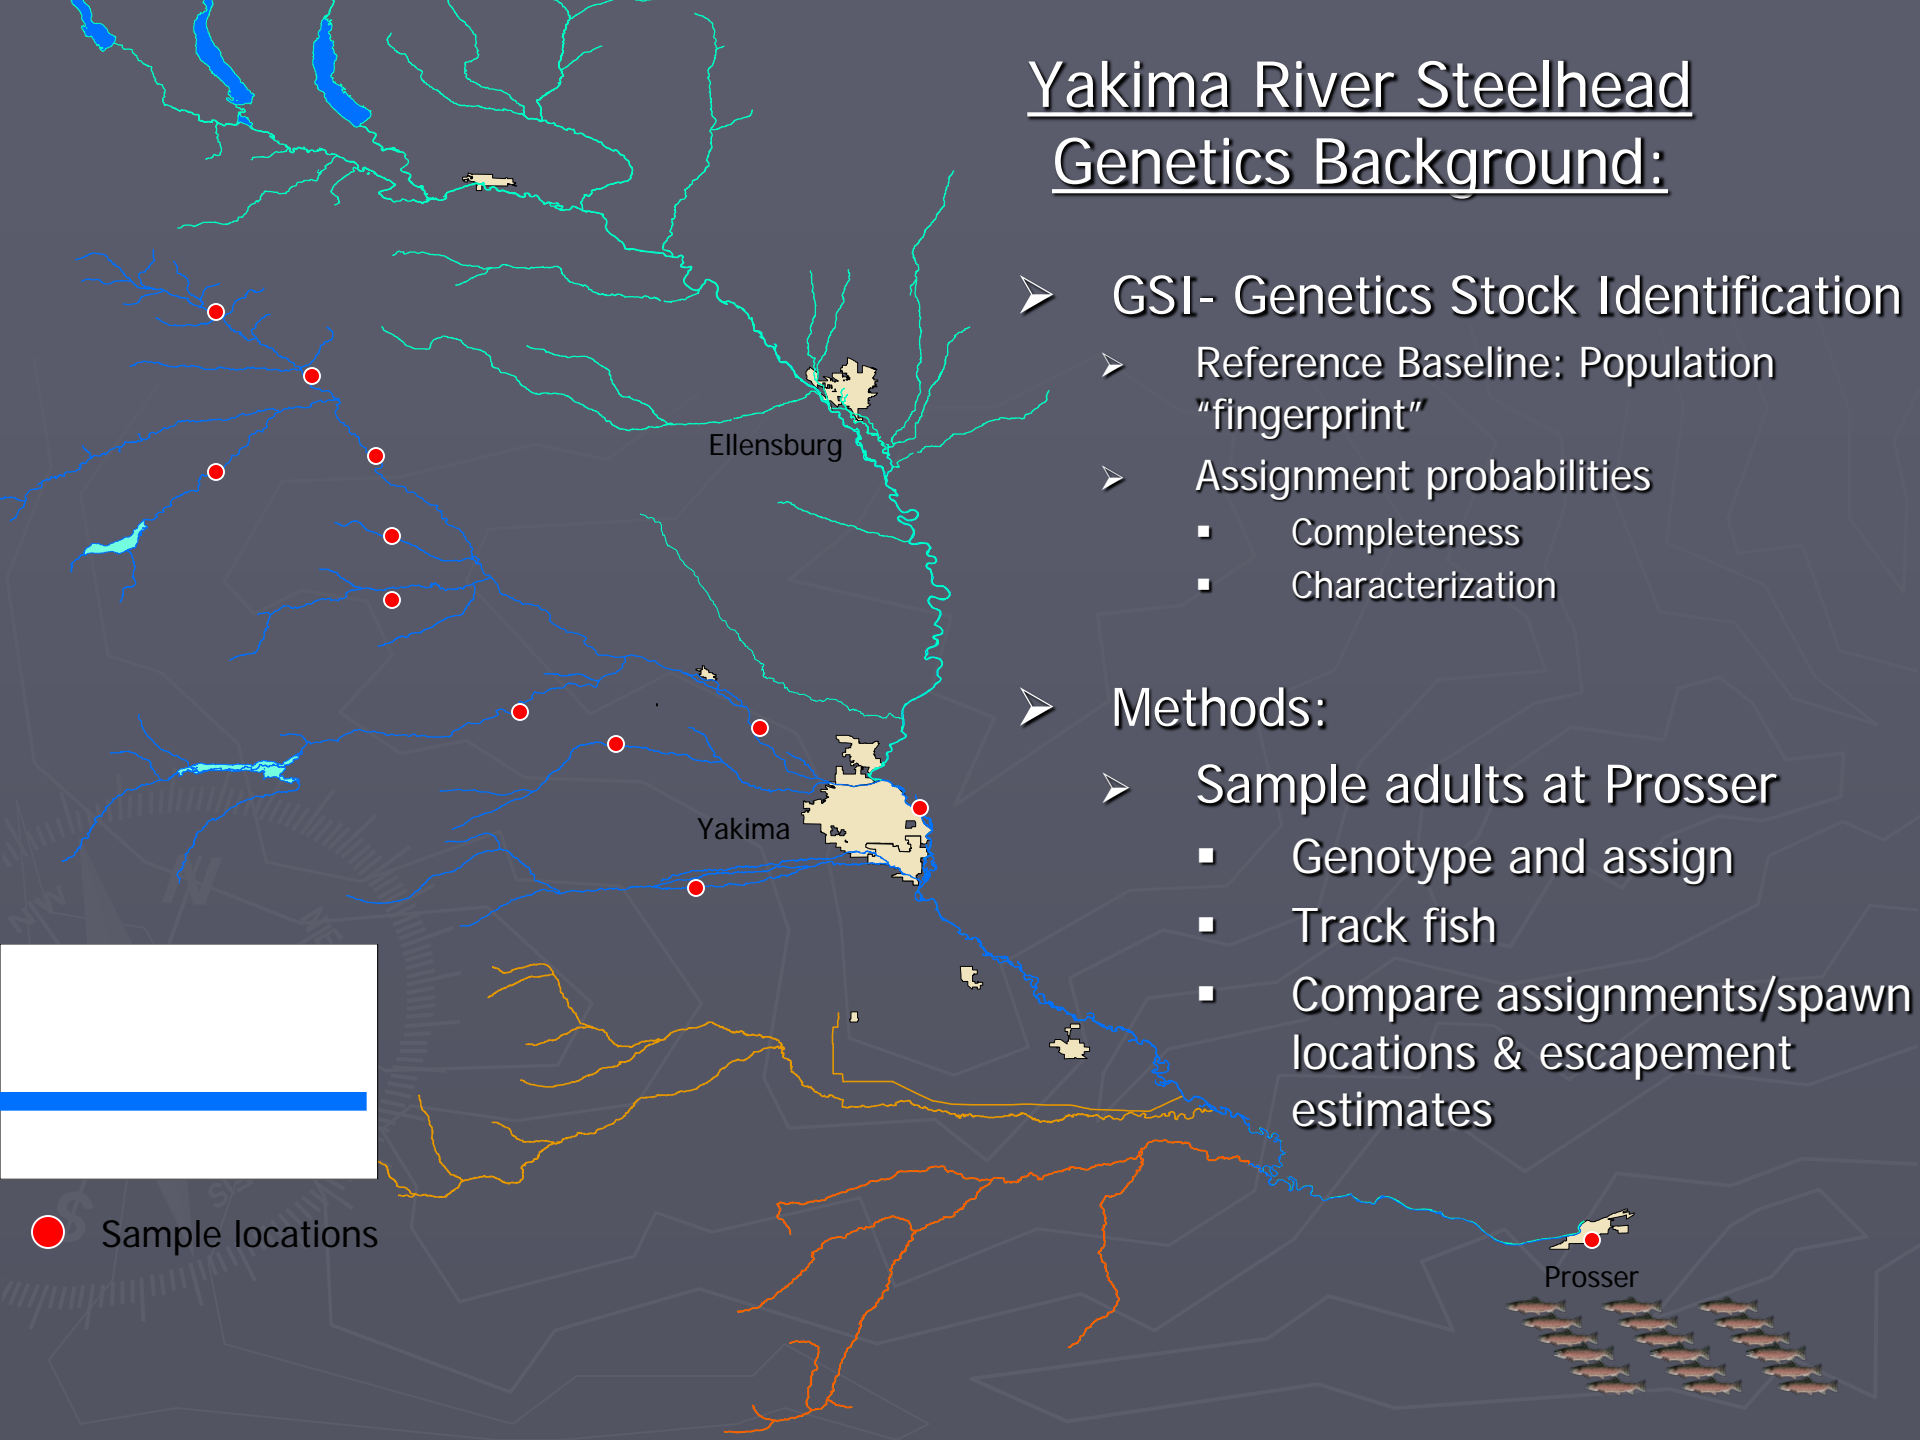 Yakima River Steelhead
Genetics Background:
GSI- Genetics Stock Identification
Reference Baseline: Population
“fingerprint”
Assignment probabilities
Completeness
Characterization
Methods:
Sample adults at Prosser
Genotype and assign
Track fish
Compare assignments/spawn
locations & escapement
estimates
Ellensburg
Yakima
Sample locations
Prosser